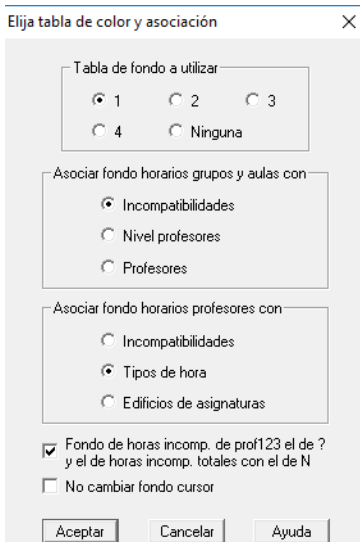 Elija tabla de color y asociación
Tabla de fondo a utilizar
1 2 3
4 Ninguna
Asociar fondo horarios grupos y aulas con
Incompatibilidades
Nivel profesores
Profesores
Asociar fondo horarios profesores con
Incompatibilidades
Tipos de hora
Edificios de asignaturas
Fondo de horas incomp. de prof123 el de ?
y el de horas incomp. totales con el de N
No cambiar fondo cursor
Aceptar Cancelar Ayuda